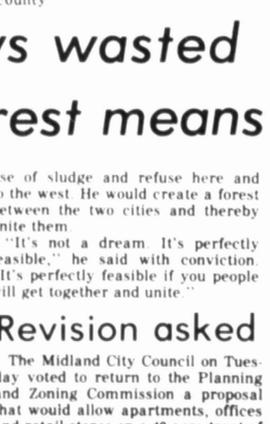 County
s wasted
rest means
se of sludge and refuse here and
the west. He would create a forest
etween the two cities and thereby
nite them.
"It's not a dream. It's perfectly
easible," he said with conviction.
"It's perfectly feasible if you people
ill get together and unite."
Revision asked
The Midland City Council on Tues-
day voted to return to the Planning
and Zoning Commission a proposal
hat would allow apartments, offices